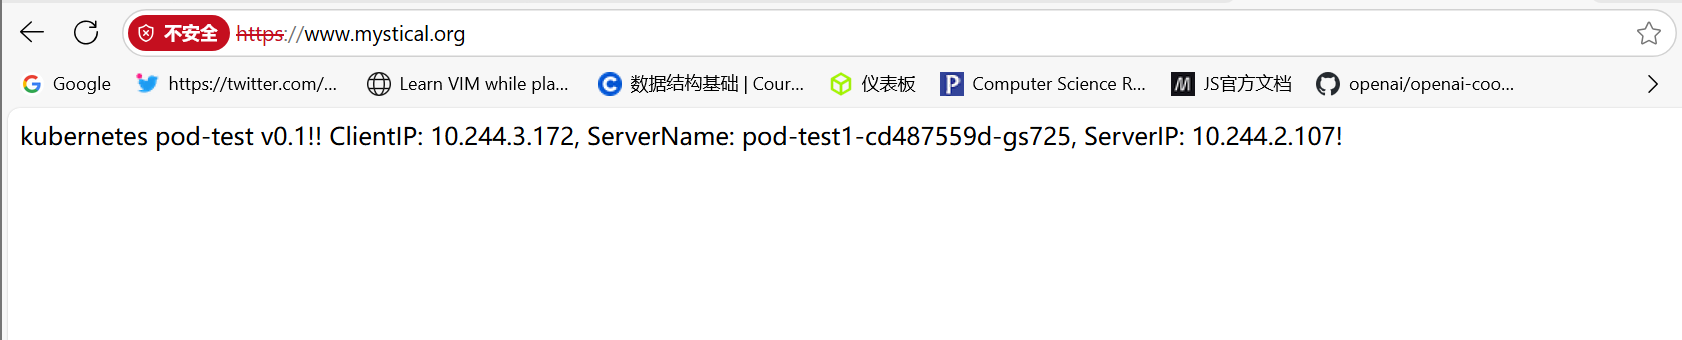 不安全 https://www.mystical.org
Google https://twitter.com/... Learn VIM while pla... 数据结构基础 | Cour... 仪表板 Computer Science R... JS官方文档 openai/openai-coo...
kubernetes pod-test v0.1!! ClientIP: 10.244.3.172, ServerName: pod-test1-cd487559d-gs725, ServerIP: 10.244.2.107!